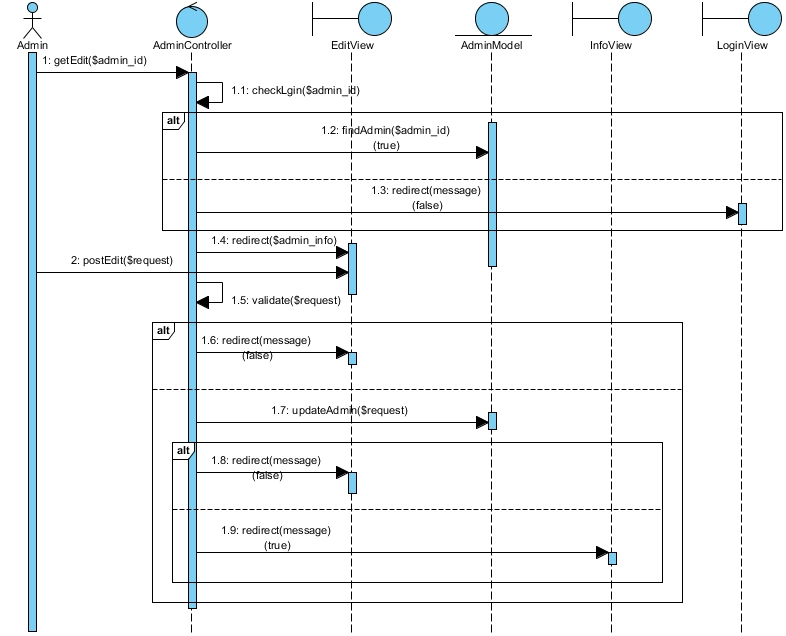 Admin
AdminController
EditView
AdminModel
InfoView
LoginView
1: getEdit($admin_id)
1.1: checkLgin($admin_id)
alt
1.2: findAdmin($admin_id)
(true)
1.3: redirect(message)
(false)
1.4: redirect($admin_info)
2: postEdit($request)
1.5: validate($request)
alt
1.6: redirect(message)
(false)
1.7: updateAdmin($request)
alt
1.8: redirect(message)
(false)
1.9: redirect(message)
(true)